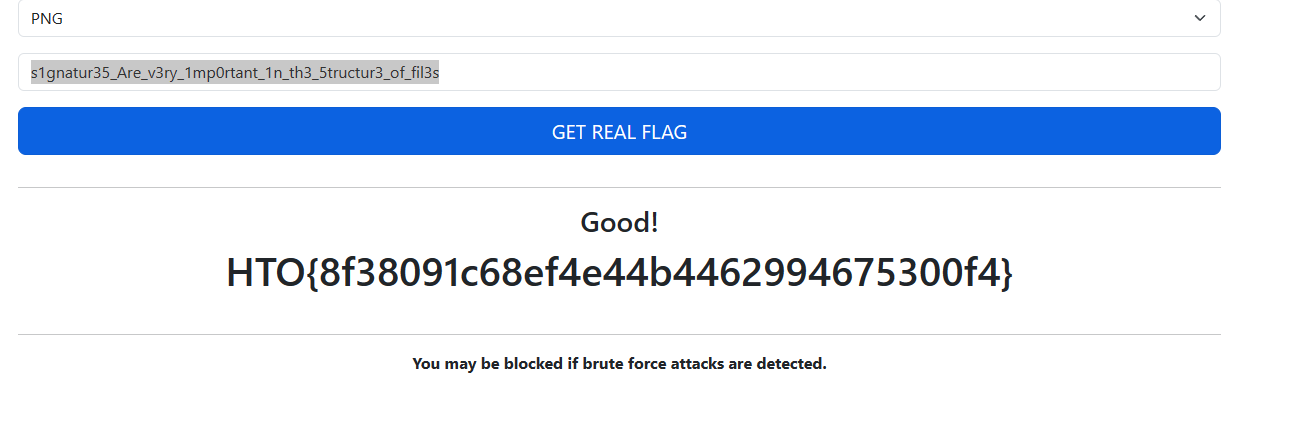 PNG
s1gnatur35_Are_v3ry_1mp0rtant_1n_th3_5tructur3_of_fil3s
GET REAL FLAG
Good!
HTO{8f38091c68ef4e44b4462994675300f4}
You may be blocked if brute force attacks are detected.